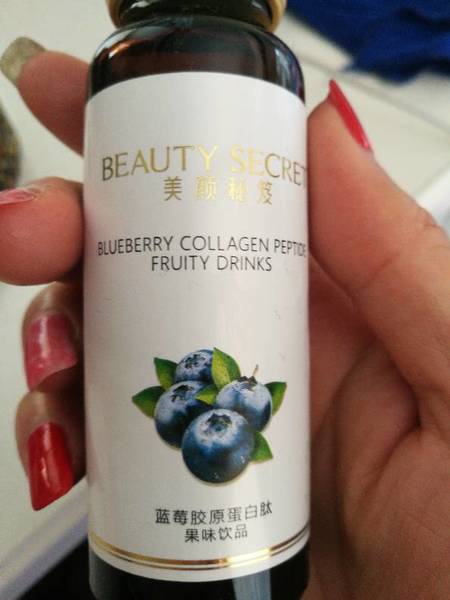 BEAUTY SECRET
美颜秘笈
BLUEBERRY COLLAGEN PEPTIDE
FRUITY DRINKS
蓝莓胶原蛋白肽
果味饮品